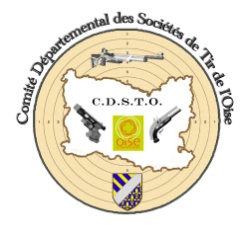 Comité Départemental des Sociétés de Tir de l'Oise
C.D.S.T.O.
oise